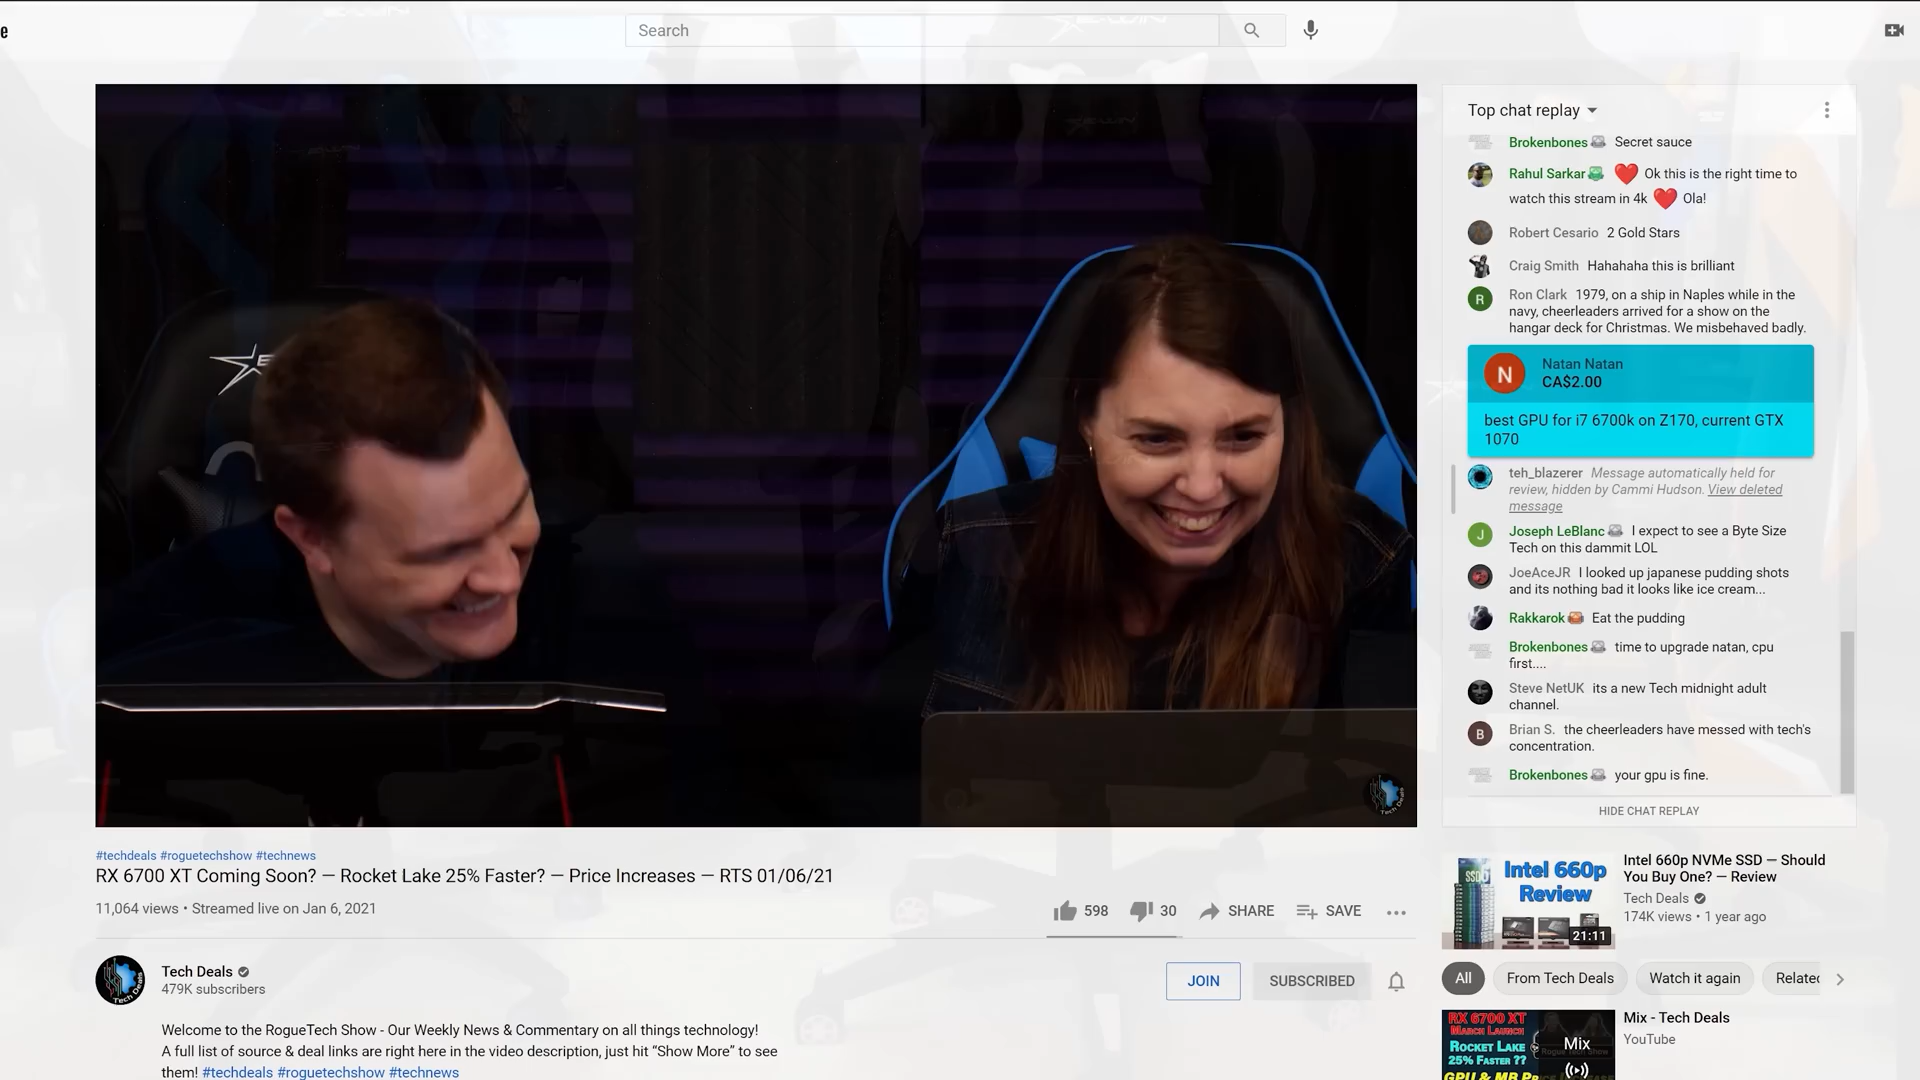 e
Search
Top chat replay
Brokenbones Secret sauce
Rahul Sarkar Ok this is the right time to
watch this stream in 4k Ola!
Robert Cesario 2 Gold Stars
Craig Smith Hahahaha this is brilliant
R
Ron Clark 1979, on a ship in Naples while in the
navy, cheerleaders arrived for a show on the
hangar deck for Christmas. We misbehaved badly.
N
Natan Natan
CA$2.00
best GPU for i7 6700k on Z170, current GTX
1070
teh_blazerer Message automatically held for
review, hidden by Cammi Hudson. View deleted
message
J
Joseph LeBlanc I expect to see a Byte Size
Tech on this dammit LOL
JoeAceJR I looked up japanese pudding shots
and its nothing bad it looks like ice cream...
Rakkarok Eat the pudding
Brokenbones time to upgrade natan, cpu
first....
Steve NetUK its a new Tech midnight adult
channel.
B
Brian S. the cheerleaders have messed with tech's
concentration.
Brokenbones your gpu is fine.
HIDE CHAT REPLAY
Tech Deals
#techdeals #roguetechshow #technews
RX 6700 XT Coming Soon? — Rocket Lake 25% Faster? — Price Increases — RTS 01/06/21
11,064 views • Streamed live on Jan 6, 2021
598
30
SHARE
SAVE
Tech Deals
Tech Deals
479K subscribers
JOIN
SUBSCRIBED
Welcome to the RogueTech Show - Our Weekly News & Commentary on all things technology!
A full list of source & deal links are right here in the video description, just hit “Show More” to see
them! #techdeals #roguetechshow #technews
Intel 660p
Review
21:11
Intel 660p NVMe SSD — Should
You Buy One? — Review
Tech Deals
174K views • 1 year ago
All
From Tech Deals
Watch it again
Related
RX 6700 XT
March Launch
Rocket Lake
25% Faster ??
Mix
Mix - Tech Deals
YouTube